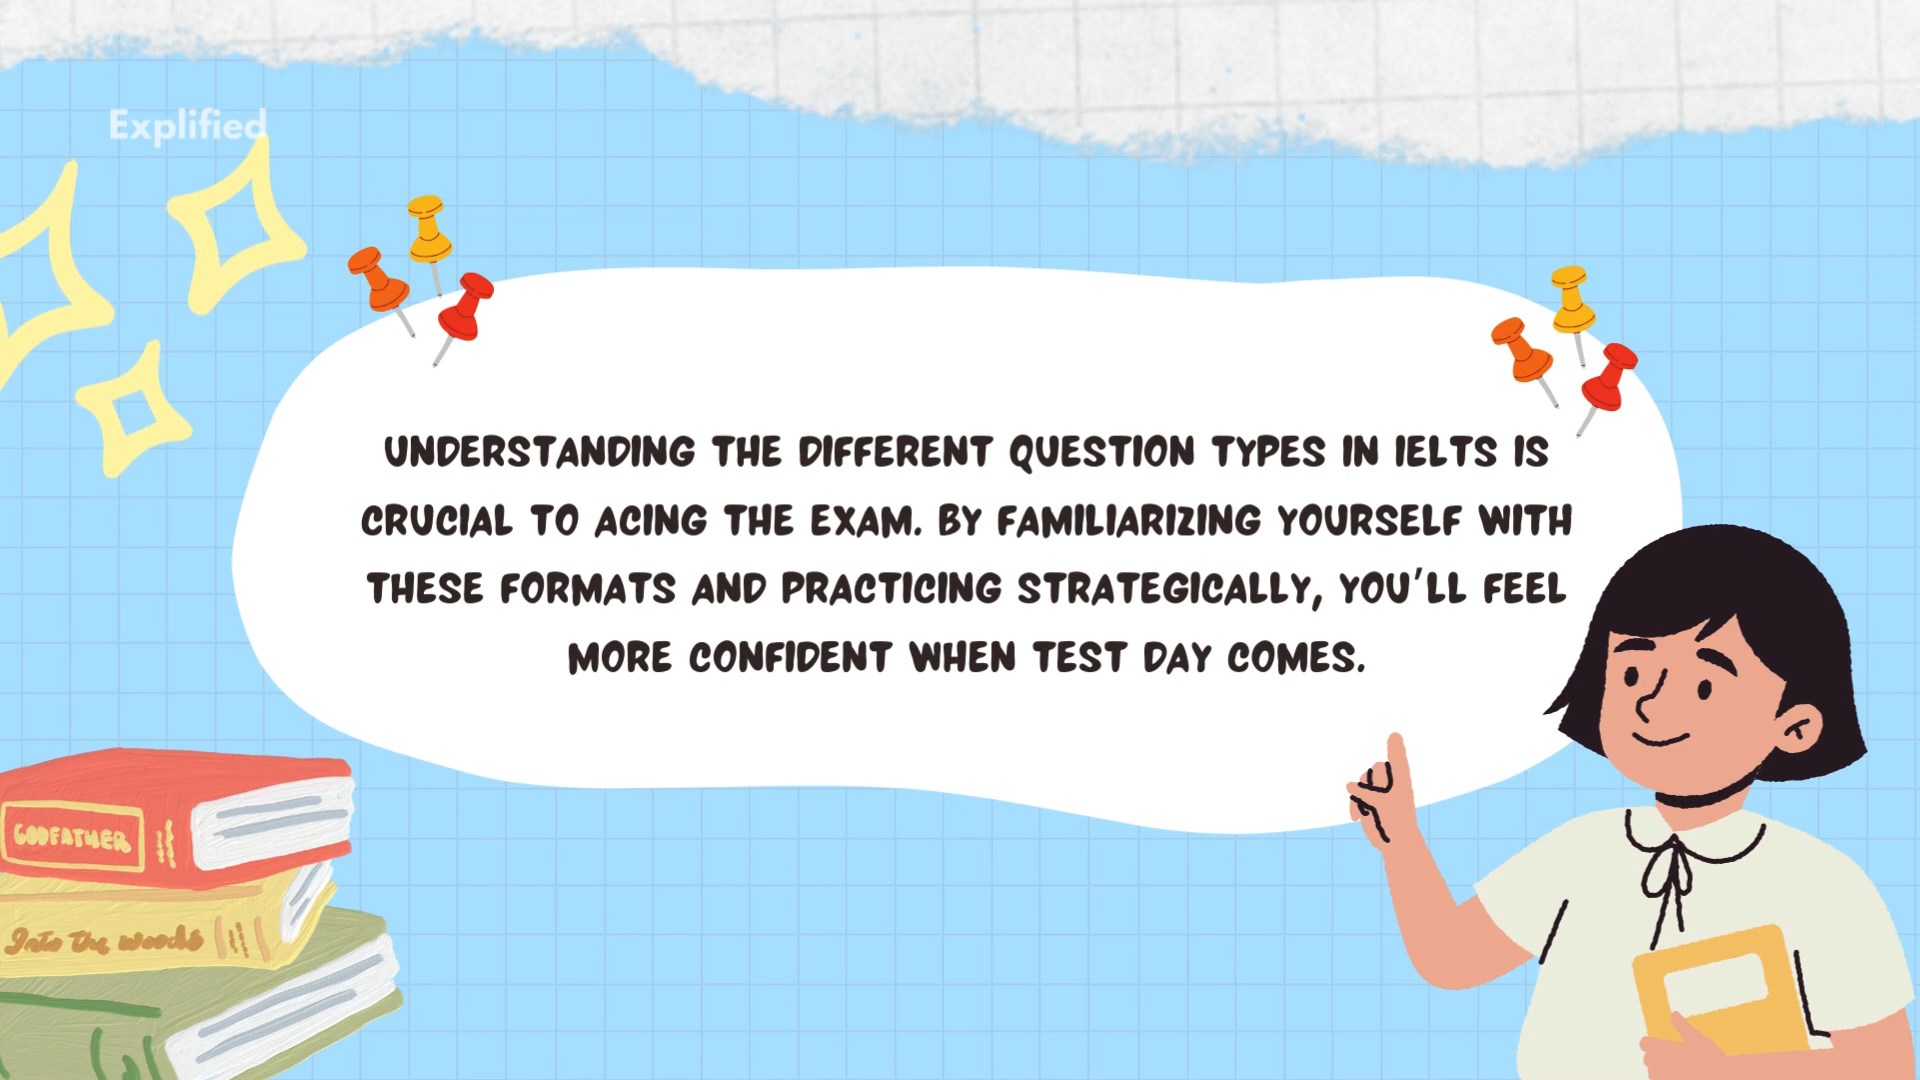 Explified
UNDERSTANDING THE DIFFERENT QUESTION TYPES IN IELTS IS
CRUCIAL TO ACING THE EXAM. BY FAMILIARIZING YOURSELF WITH
THESE FORMATS AND PRACTICING STRATEGICALLY, YOU'LL FEEL
MORE CONFIDENT WHEN TEST DAY COMES.
GODFATHER
Into the woods